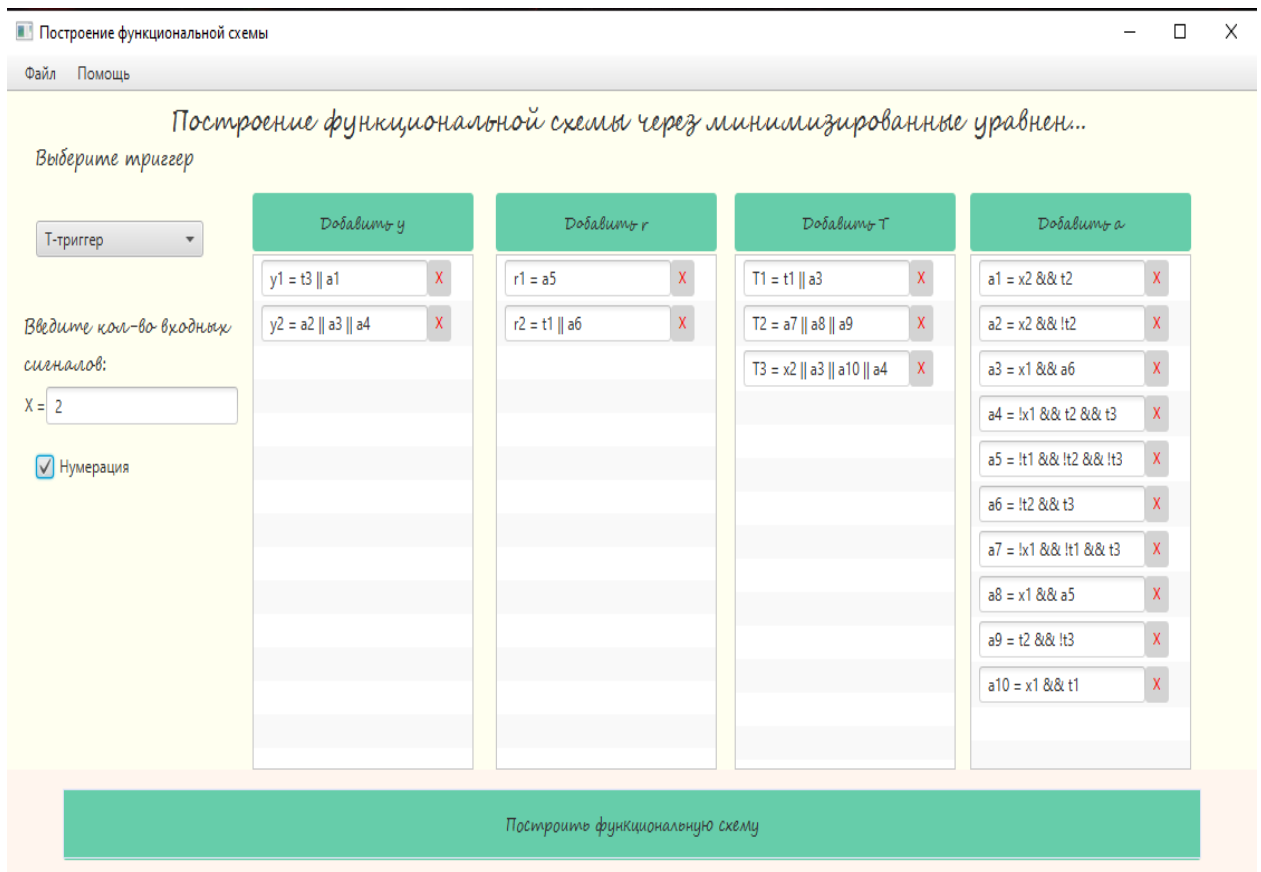 Построение функциональной схемы
Файл Помощь
Построение функциональной схемы через минимизированные уравнен...
Выберите триггер
Т-триггер
Введите кол-во входных
сигналов:
X = 2
Нумерация
Добавить y
y1 = t3 || a1 X
y2 = a2 || a3 || a4 X
Добавить r
r1 = a5 X
r2 = t1 || a6 X
Добавить T
T1 = t1 || a3 X
T2 = a7 || a8 || a9 X
T3 = x2 || a3 || a10 || a4 X
Добавить a
a1 = x2 && t2 X
a2 = x2 && !t2 X
a3 = x1 && a6 X
a4 = !x1 && t2 && t3 X
a5 = !t1 && !t2 && !t3 X
a6 = !t2 && t3 X
a7 = !x1 && !t1 && t3 X
a8 = x1 && a5 X
a9 = t2 && !t3 X
a10 = x1 && t1 X
Построить функциональную схему